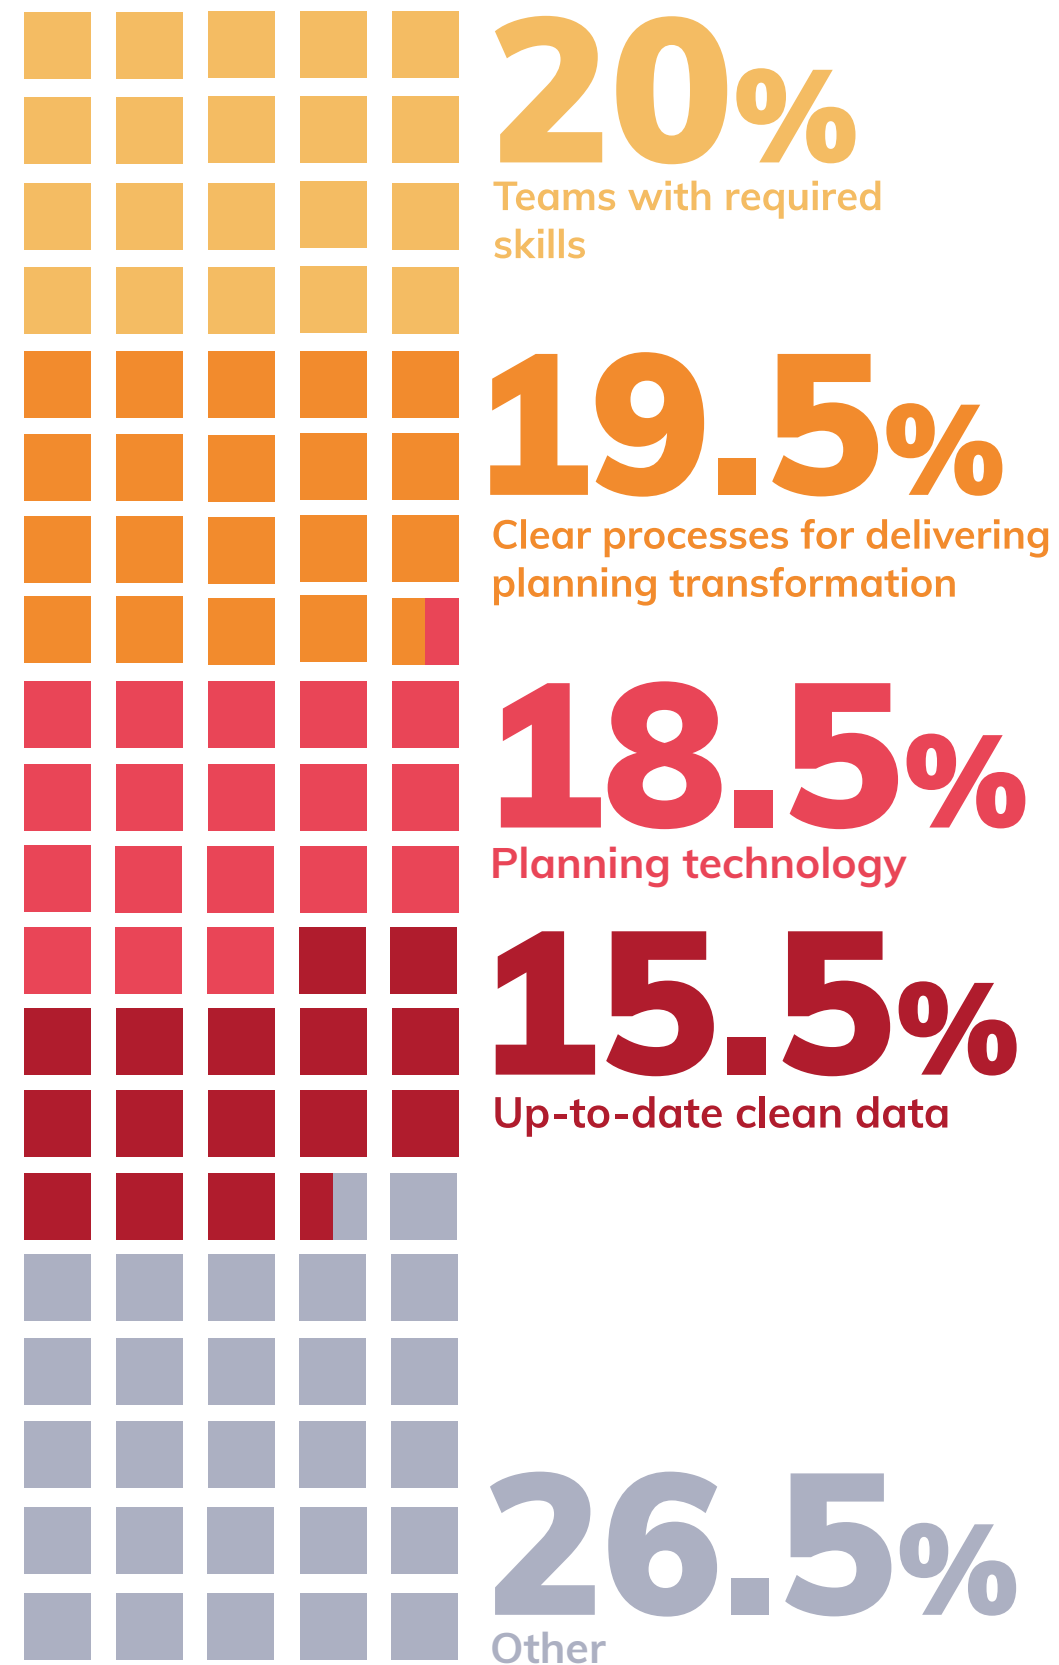 20%
Teams with required
skills
19.5%
Clear processes for delivering
planning transformation
18.5%
Planning technology
15.5%
Up-to-date clean data
26.5%
Other